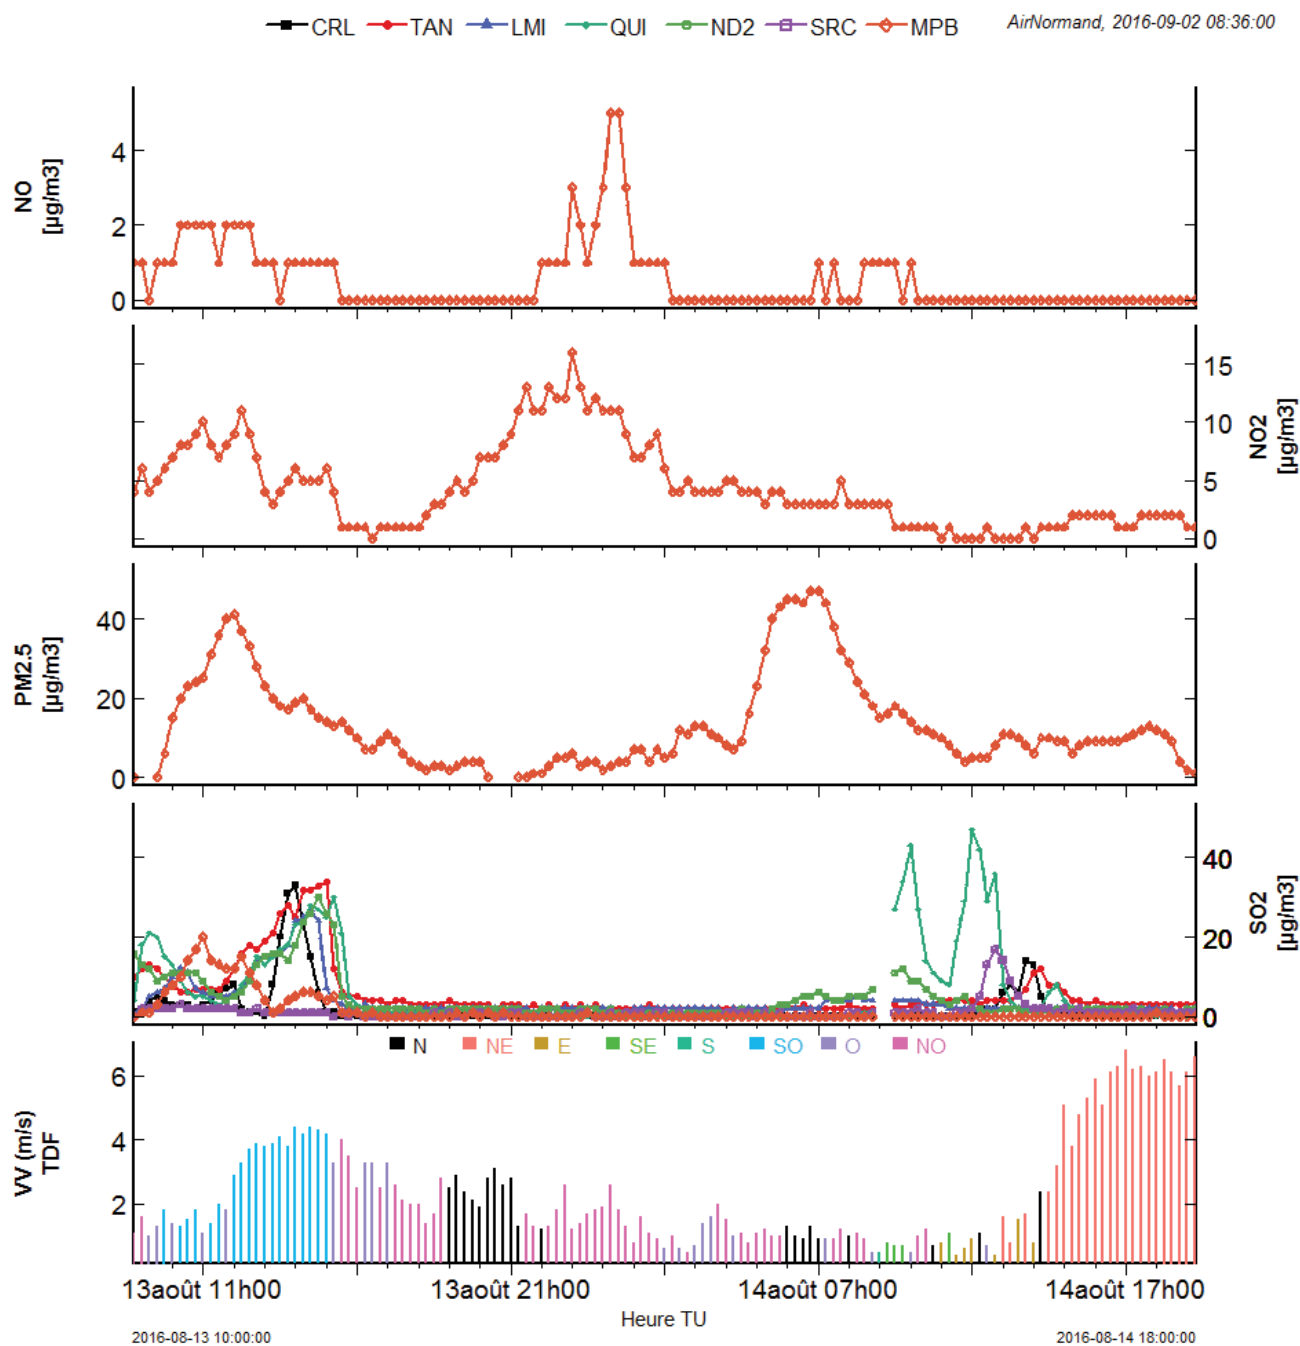 CRL TAN LMI QUI ND2 SRC MPB AirNormand, 2016-09-02 08:36:00
NO
[µg/m3]
4
2
0
NO2
[µg/m3]
15
10
5
0
PM2.5
[µg/m3]
40
20
0
SO2
[µg/m3]
40
20
0
N NE E SE S SO O NO
VV (m/s)
TDF
6
4
2
13août 11h00 13août 21h00 14août 07h00 14août 17h00
Heure TU
2016-08-13 10:00:00 2016-08-14 18:00:00